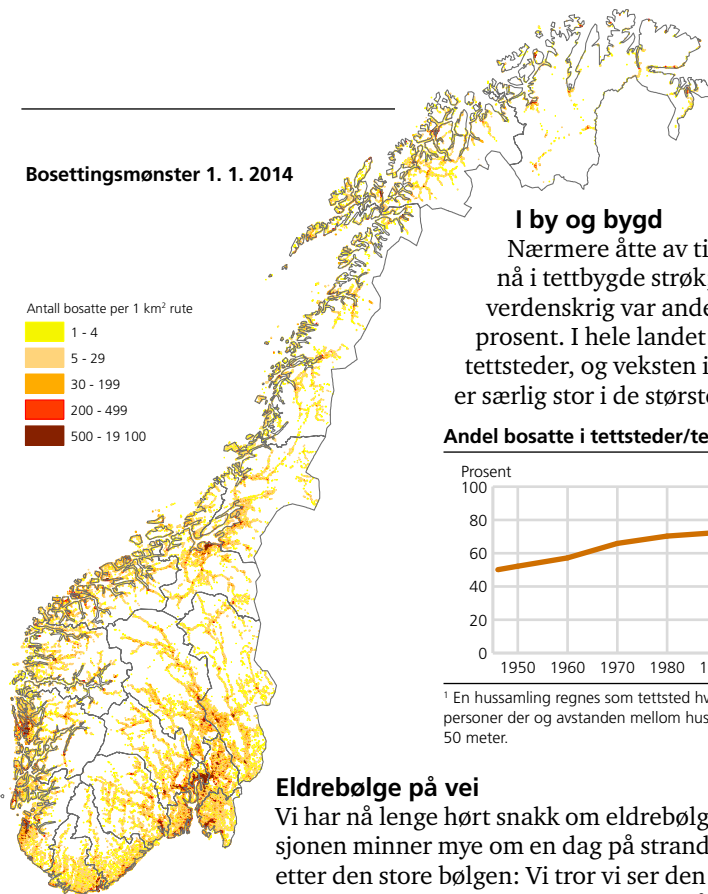 Bosettingsmønster 1. 1. 2014
Antall bosatte per 1 km² rute
1 - 4
5 - 29
30 - 199
200 - 499
500 - 19 100
I by og bygd
Nærmere åtte av ti
nå i tettbygde strøk,
verdenskrig var ande
prosent. I hele landet
tettsteder, og veksten i
er særlig stor i de største
Andel bosatte i tettsteder/te
Prosent
100
80
60
40
20
0
1950 1960 1970 1980 1
¹ En hussamling regnes som tettsted hv
personer der og avstanden mellom hus
50 meter.
Eldrebølge på vei
Vi har nå lenge hørt snakk om eldrebølg
sjonen minner mye om en dag på strand
etter den store bølgen: Vi tror vi ser den